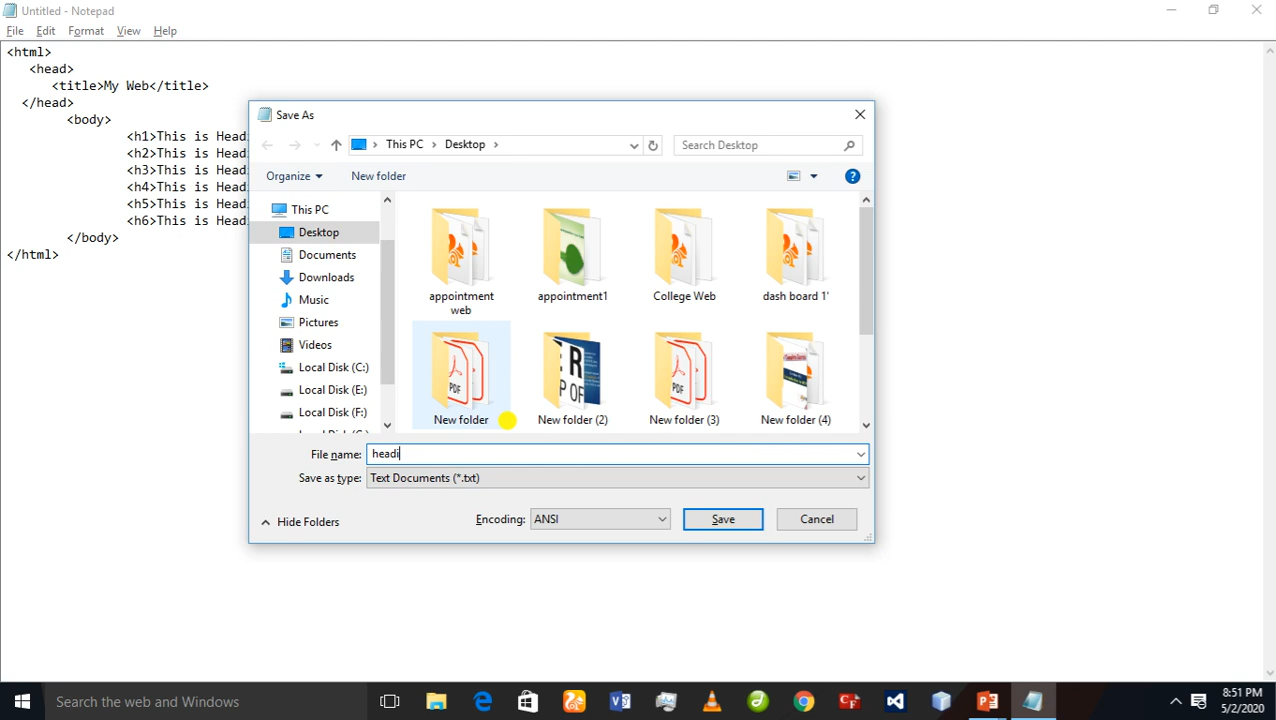 Untitled - Notepad
File Edit Format View Help
<html>
<head>
<title>My Web</title>
</head>
<body>
<h1>This is Head
<h2>This is Head
<h3>This is Head
<h4>This is Head
<h5>This is Head
<h6>This is Head
</body>
</html>
Save As
This PC Desktop
Search Desktop
Organize New folder
This PC
Desktop
Documents
Downloads
Music
Pictures
Videos
Local Disk (C:)
Local Disk (E:)
Local Disk (F:)
appointment web
appointment1
College Web
dash board 1'
New folder
New folder (2)
New folder (3)
New folder (4)
File name: headi
Save as type: Text Documents (*.txt)
Hide Folders
Encoding: ANSI
Save
Cancel
Search the web and Windows
8:51 PM
5/2/2020